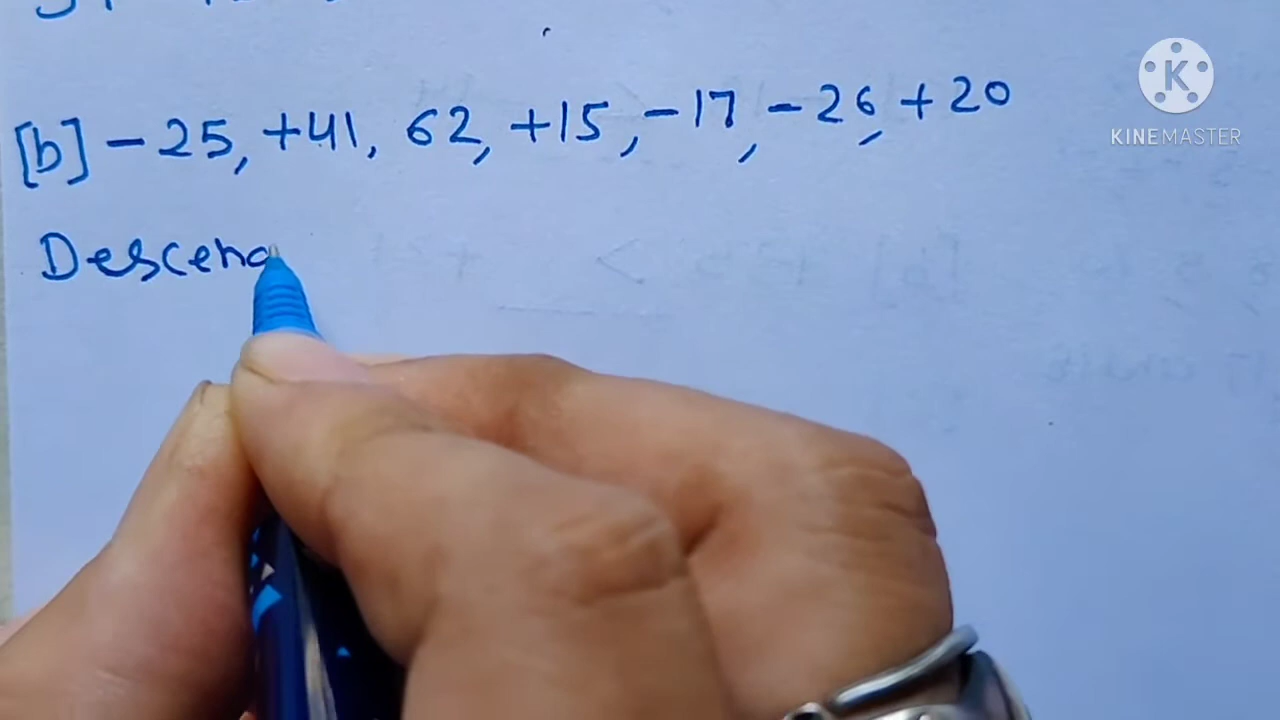 [b] -25, +41, 62, +15, -17, -26, +20
Descend
K
KINEMASTER